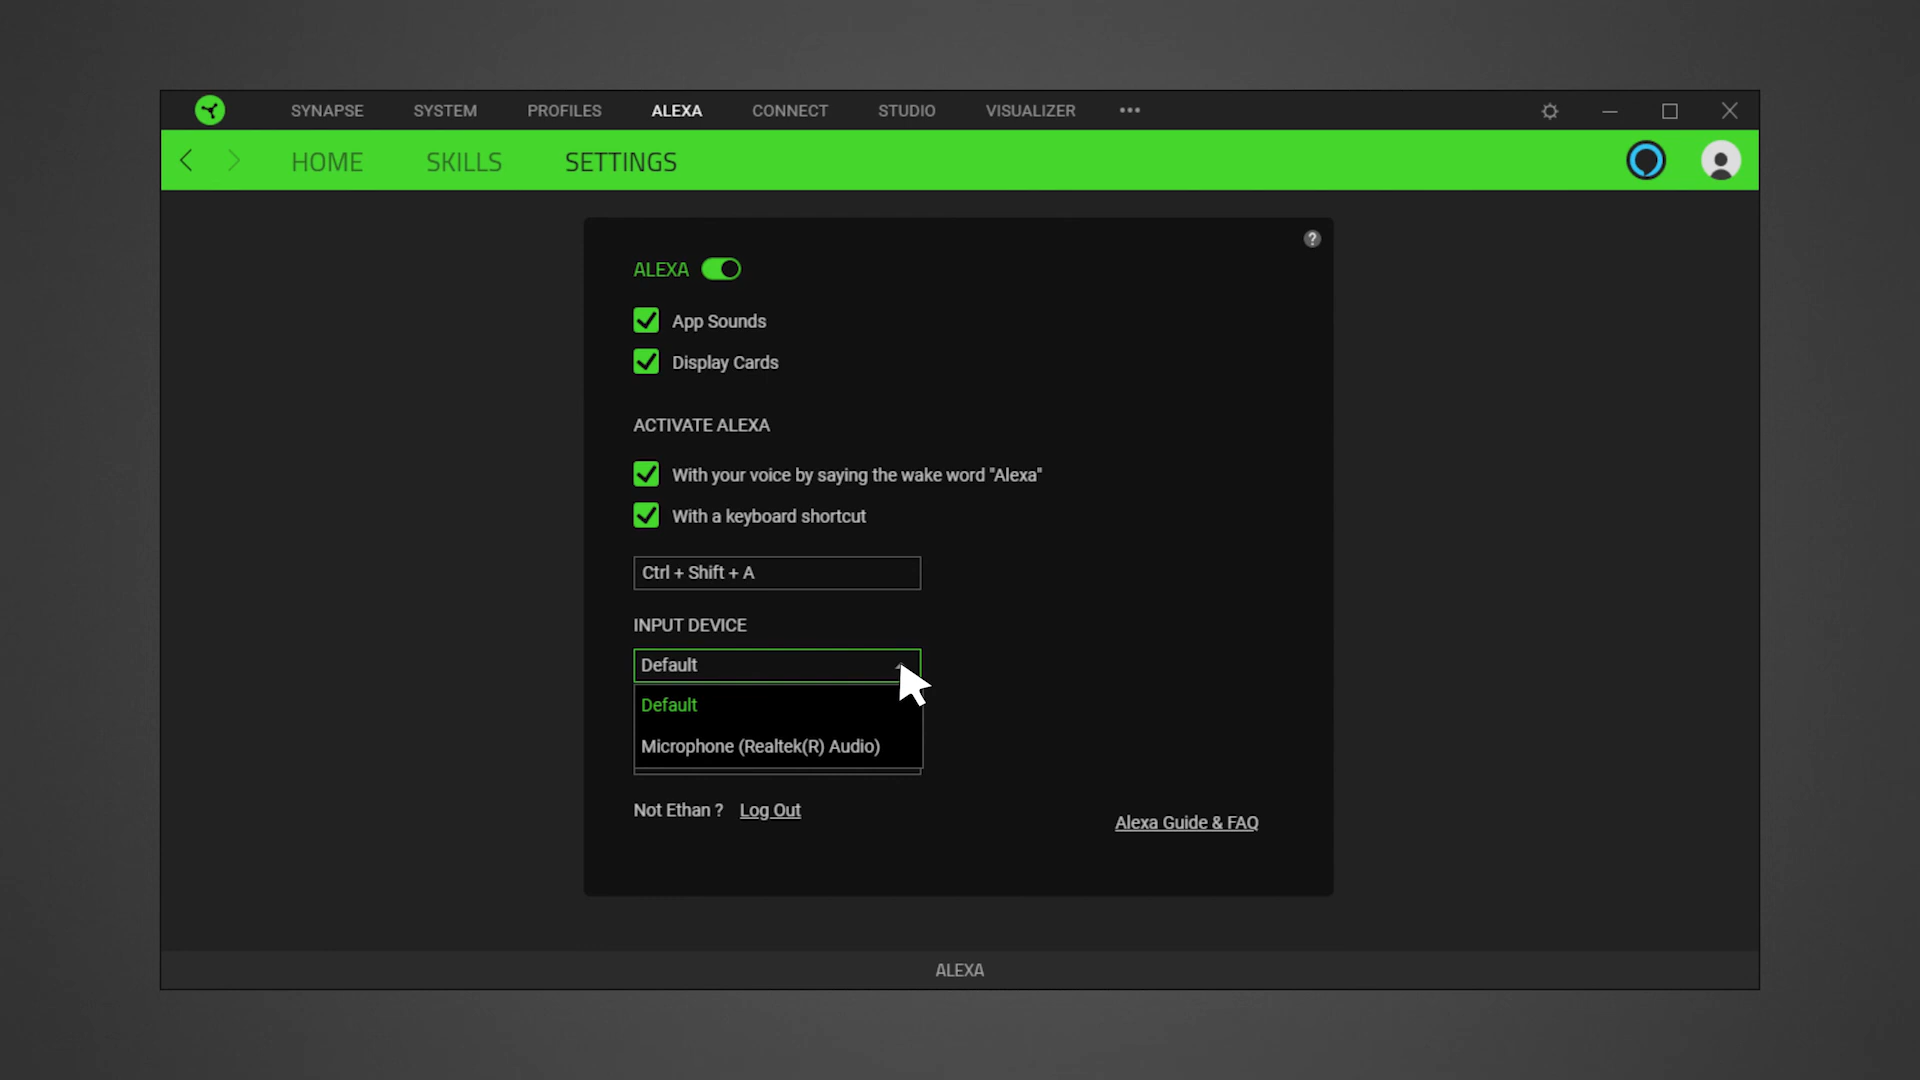 SYNAPSE SYSTEM PROFILES ALEXA CONNECT STUDIO VISUALIZER •••
HOME SKILLS SETTINGS
?
ALEXA
App Sounds
Display Cards
ACTIVATE ALEXA
With your voice by saying the wake word "Alexa"
With a keyboard shortcut
Ctrl + Shift + A
INPUT DEVICE
Default
Default
Microphone (Realtek(R) Audio)
Not Ethan ? Log Out
Alexa Guide & FAQ
ALEXA